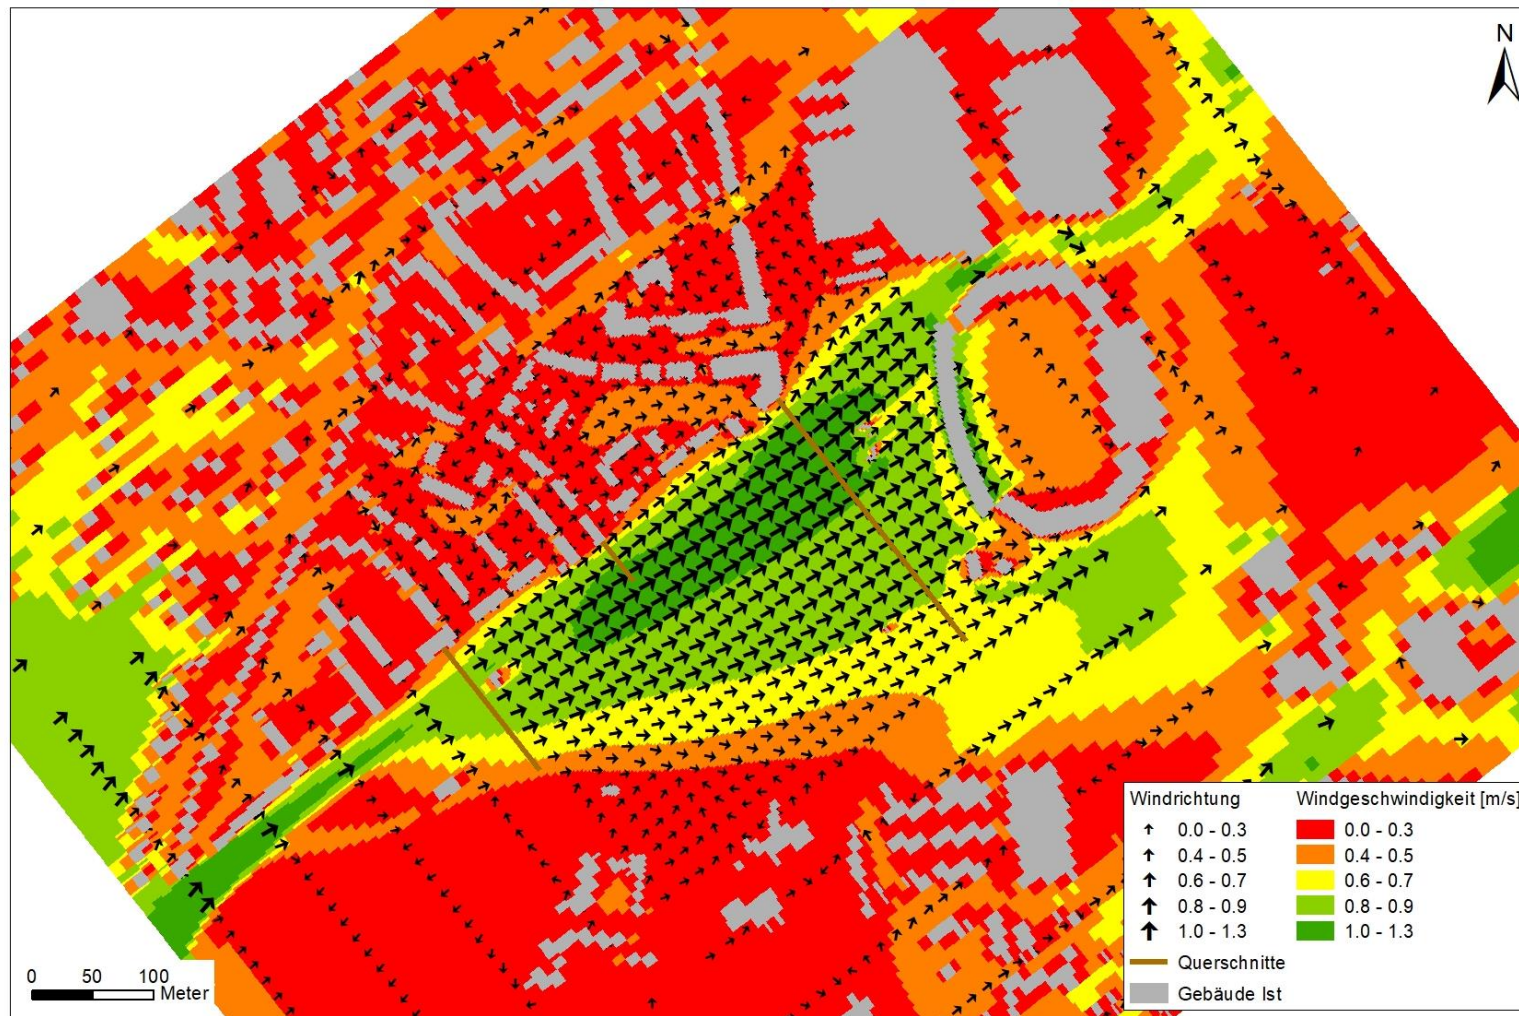 N
Windrichtung Windgeschwindigkeit [m/s]
0.0 - 0.3 0.0 - 0.3
0.4 - 0.5 0.4 - 0.5
0.6 - 0.7 0.6 - 0.7
0.8 - 0.9 0.8 - 0.9
1.0 - 1.3 1.0 - 1.3
Querschnitte
Gebäude Ist
0 50 100
Meter